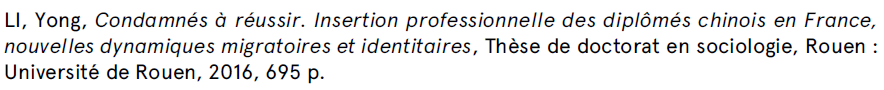 LI, Yong, Condamnés à réussir. Insertion professionnelle des diplômés chinois en France,
nouvelles dynamiques migratoires et identitaires, Thèse de doctorat en sociologie, Rouen :
Université de Rouen, 2016, 695 p.